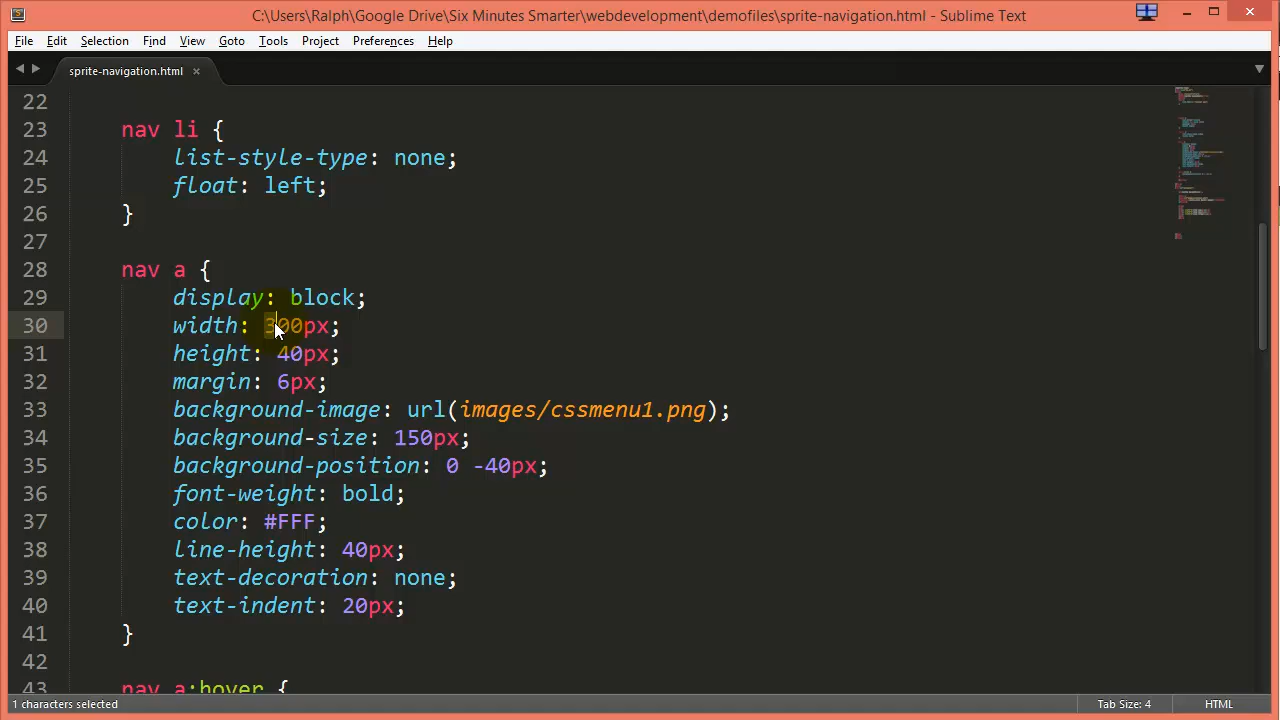 C:\Users\Ralph\Google Drive\Six Minutes Smarter\webdevelopment\demofiles\sprite-navigation.html - Sublime Text
File Edit Selection Find View Goto Tools Project Preferences Help
sprite-navigation.html ×
22
23 nav li {
24 list-style-type: none;
25 float: left;
26 }
27
28 nav a {
29 display: block;
30 width: 300px;
31 height: 40px;
32 margin: 6px;
33 background-image: url(images/cssmenu1.png);
34 background-size: 150px;
35 background-position: 0 -40px;
36 font-weight: bold;
37 color: #FFF;
38 line-height: 40px;
39 text-decoration: none;
40 text-indent: 20px;
41 }
42
43 nav a:hover {
1 characters selected Tab Size: 4 HTML